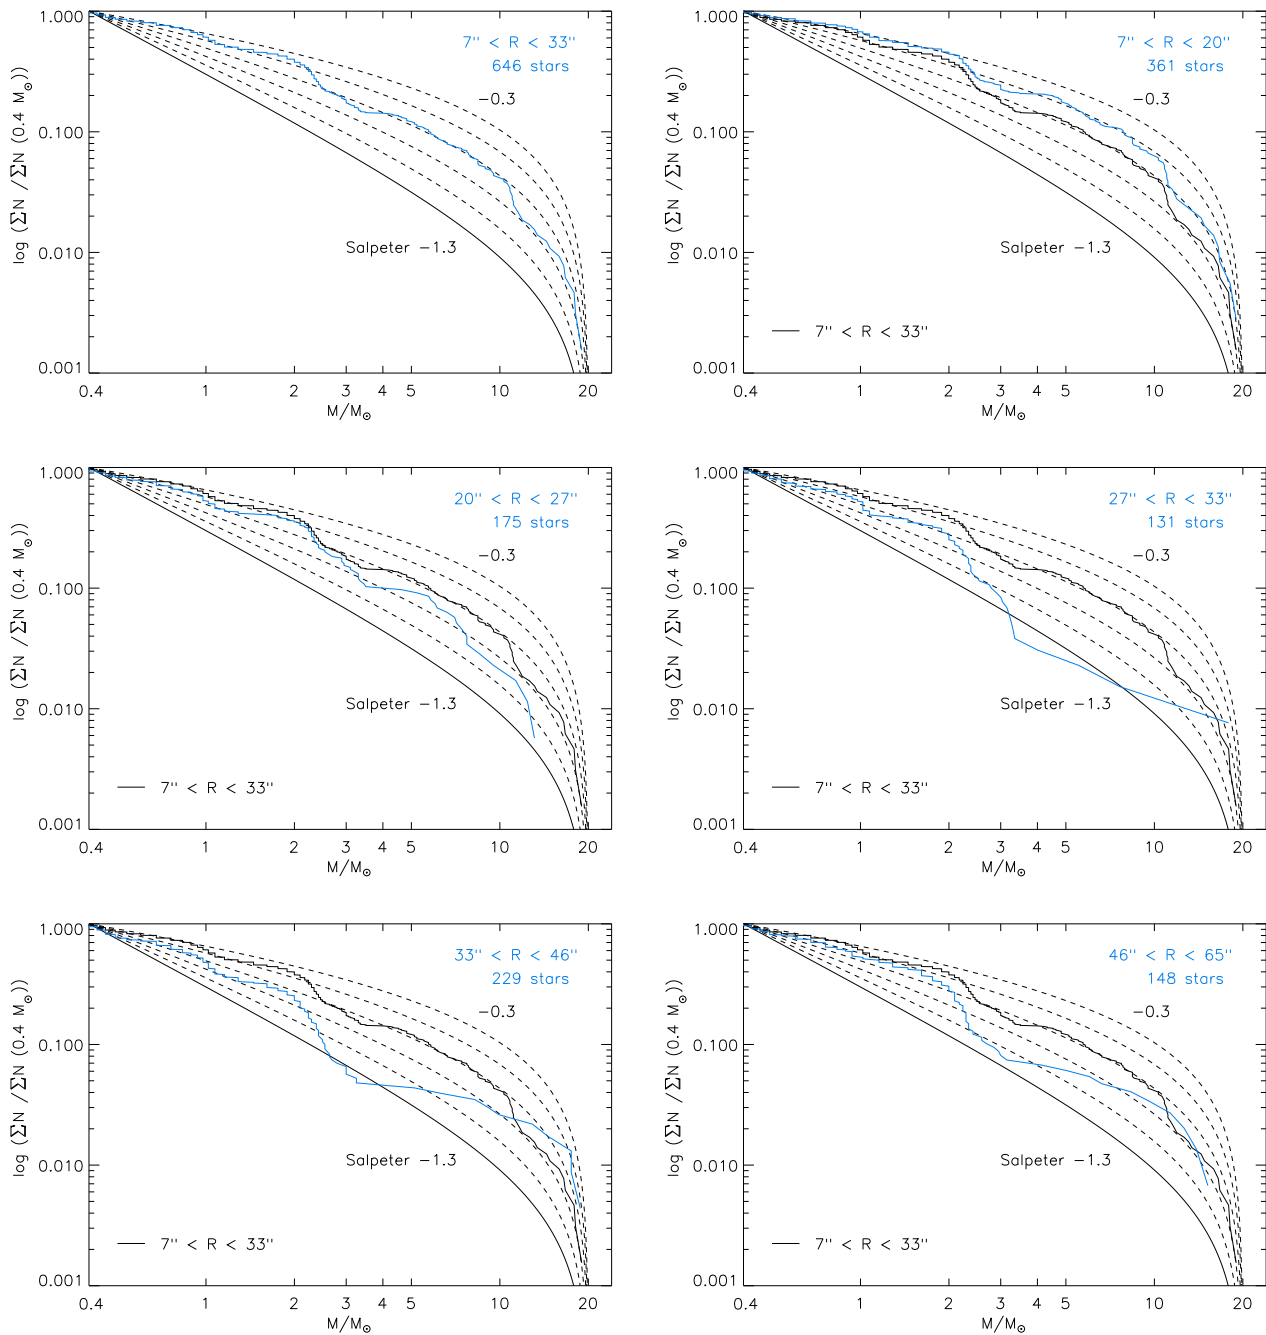 log (ΣN /ΣN (0.4 M⊙))
1.000
0.100
0.010
0.001
7'' < R < 33''
646 stars
−0.3
Salpeter −1.3
0.4 1 2 3 4 5 10 20
M/M⊙
log (ΣN /ΣN (0.4 M⊙))
1.000
0.100
0.010
0.001
7'' < R < 20''
361 stars
−0.3
Salpeter −1.3
7'' < R < 33''
0.4 1 2 3 4 5 10 20
M/M⊙
log (ΣN /ΣN (0.4 M⊙))
1.000
0.100
0.010
0.001
20'' < R < 27''
175 stars
−0.3
Salpeter −1.3
7'' < R < 33''
0.4 1 2 3 4 5 10 20
M/M⊙
log (ΣN /ΣN (0.4 M⊙))
1.000
0.100
0.010
0.001
27'' < R < 33''
131 stars
−0.3
Salpeter −1.3
7'' < R < 33''
0.4 1 2 3 4 5 10 20
M/M⊙
log (ΣN /ΣN (0.4 M⊙))
1.000
0.100
0.010
0.001
33'' < R < 46''
229 stars
−0.3
Salpeter −1.3
7'' < R < 33''
0.4 1 2 3 4 5 10 20
M/M⊙
log (ΣN /ΣN (0.4 M⊙))
1.000
0.100
0.010
0.001
46'' < R < 65''
148 stars
−0.3
Salpeter −1.3
7'' < R < 33''
0.4 1 2 3 4 5 10 20
M/M⊙